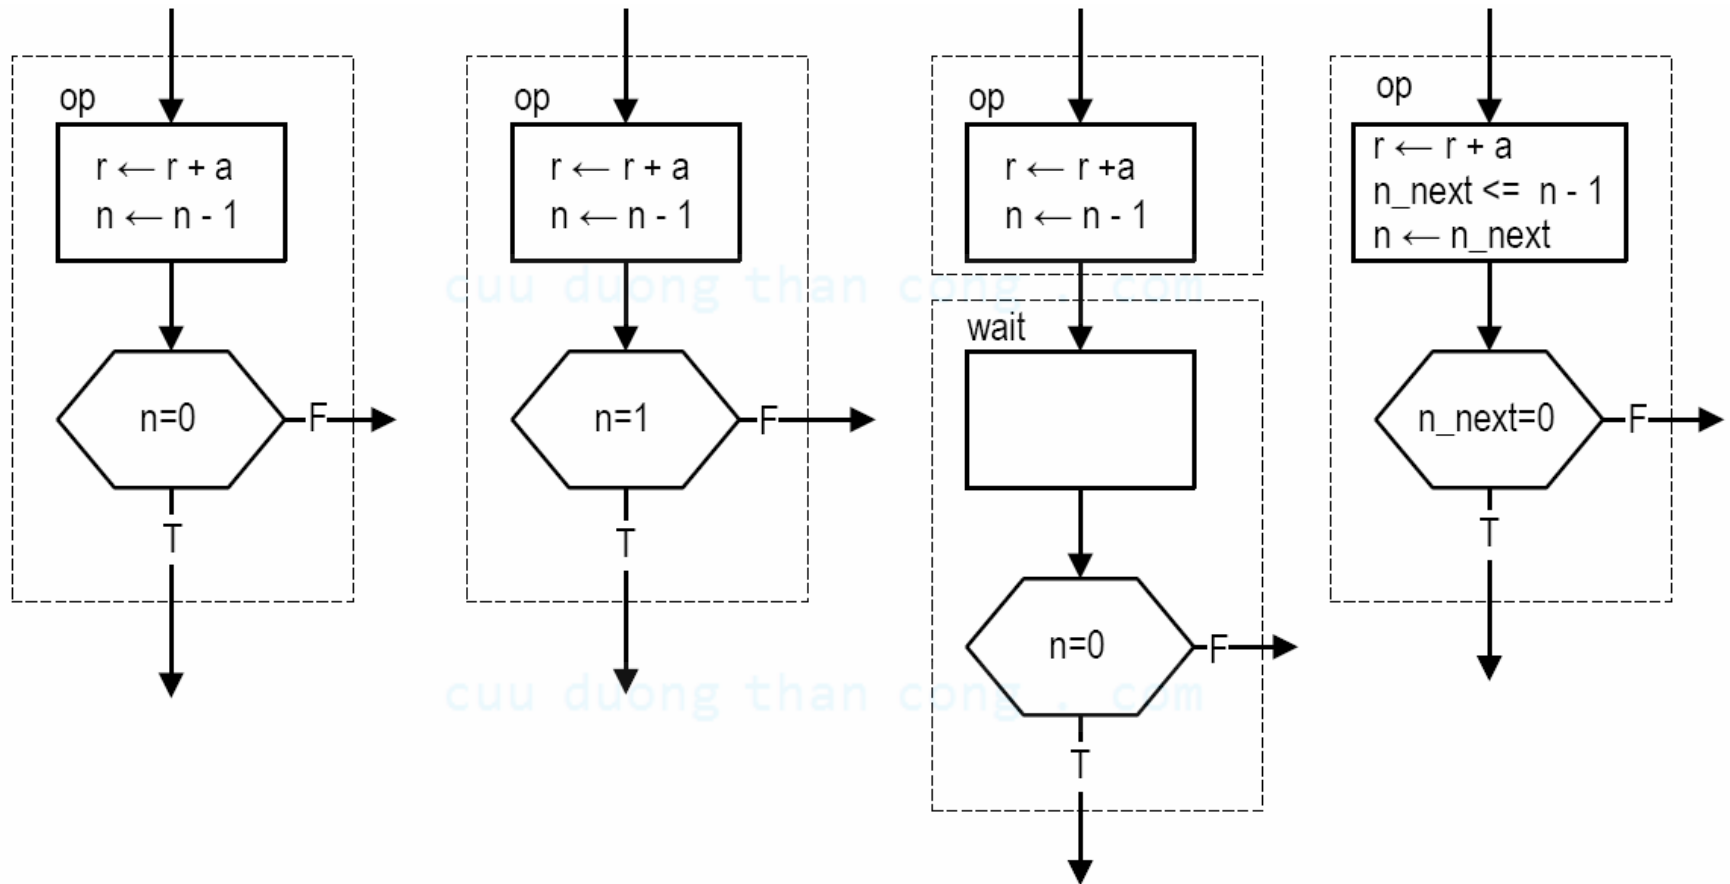 op
r ← r + a
n ← n - 1
n=0
F
T
op
r ← r + a
n ← n - 1
n=1
F
T
op
r ← r +a
n ← n - 1
wait
n=0
F
T
op
r ← r + a
n_next <= n - 1
n ← n_next
n_next=0
F
T
cuu duong than cong . com
cuu duong than cong . com